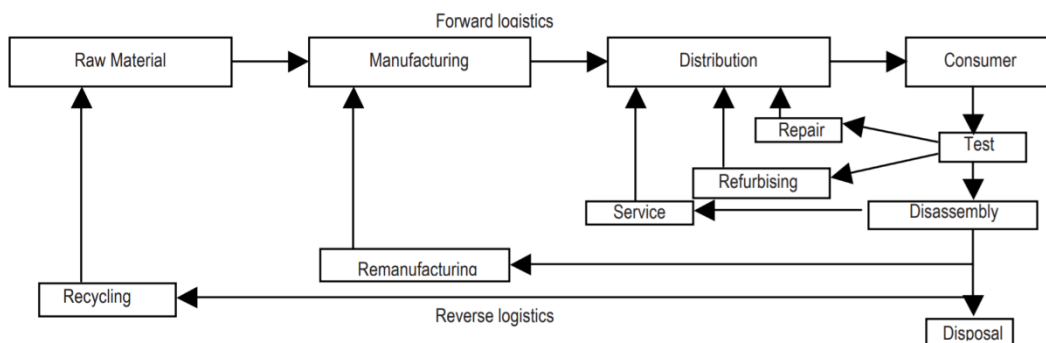 Forward logistics
Raw Material
Manufacturing
Distribution
Consumer
Repair
Test
Refurbising
Service
Disassembly
Remanufacturing
Recycling
Reverse logistics
Disposal